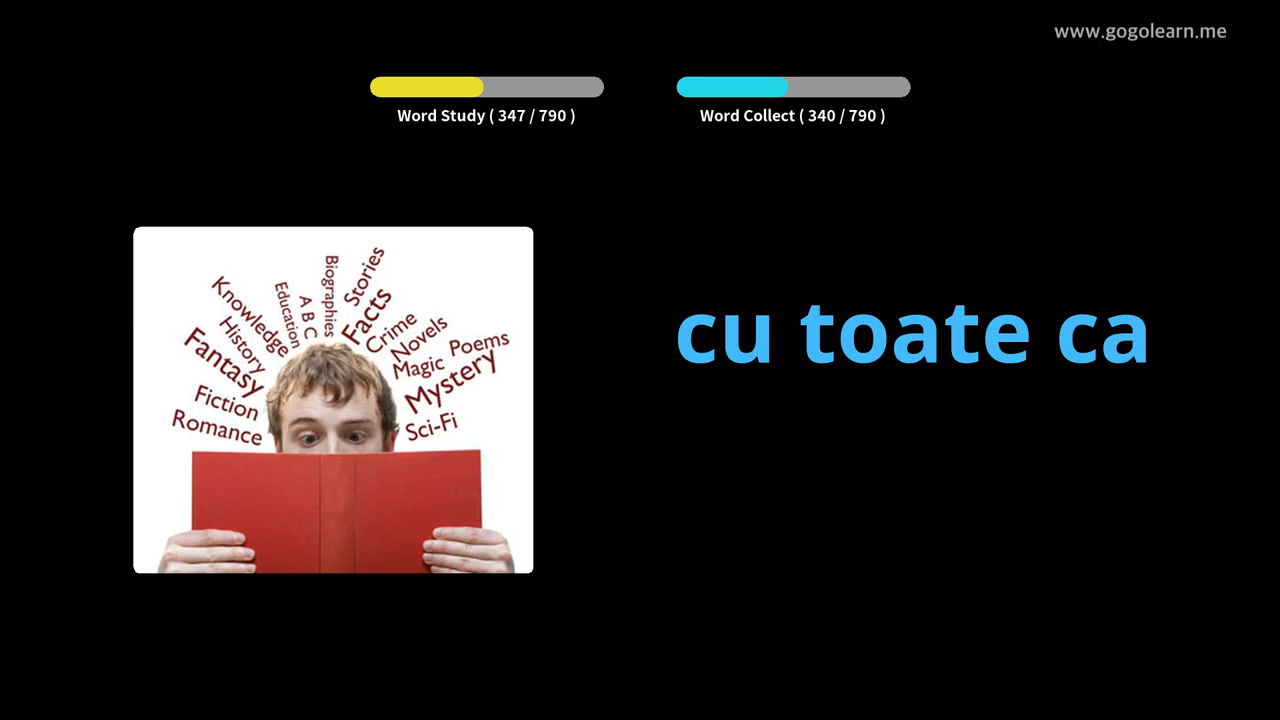 www.gogolearn.me
Word Study ( 347 / 790 )
Word Collect ( 340 / 790 )
cu toate ca
Knowledge
History
Fantasy
Fiction
Romance
Education
A B C
Biographies
Stories
Facts
Crime
Novels
Magic
Poems
Mystery
Sci-Fi